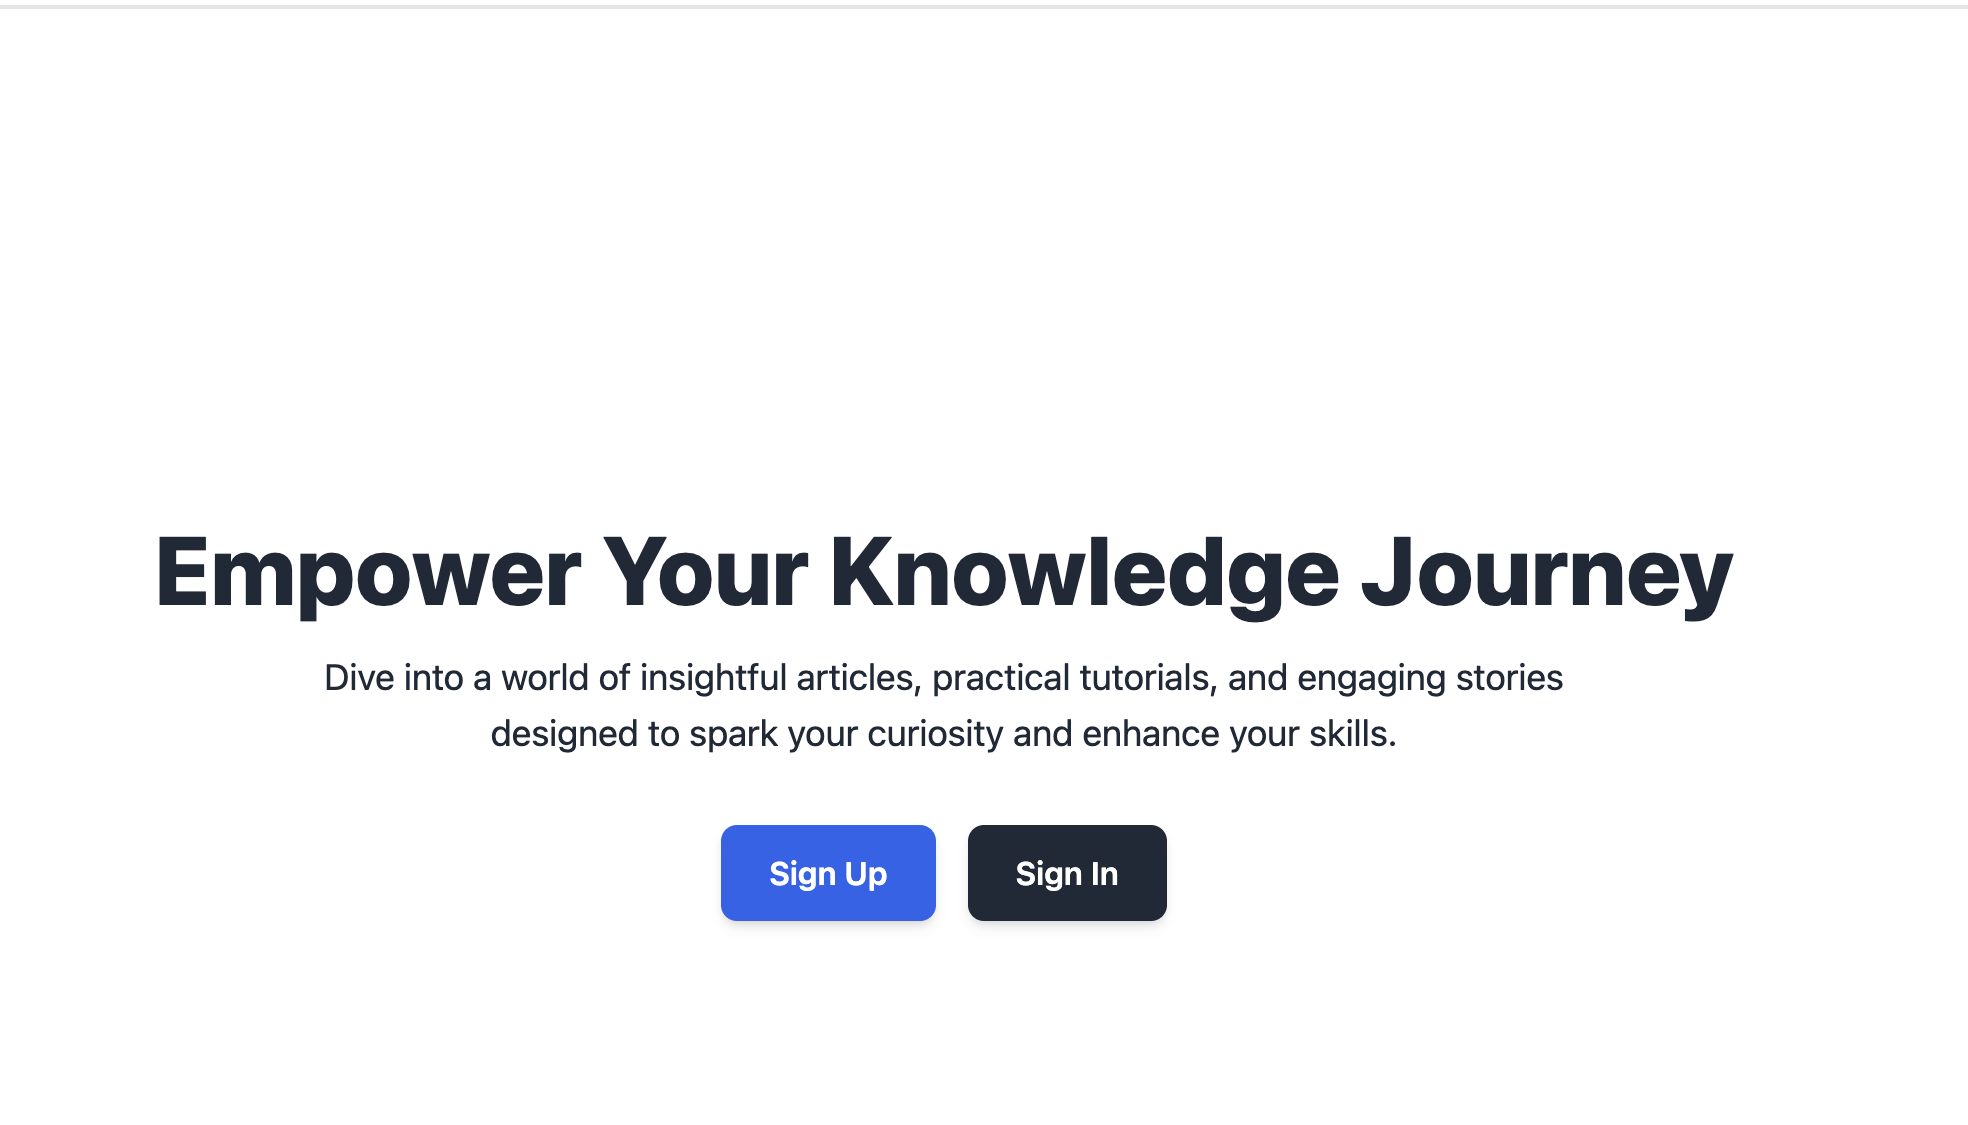 Empower Your Knowledge Journey
Dive into a world of insightful articles, practical tutorials, and engaging stories
designed to spark your curiosity and enhance your skills.
Sign Up
Sign In